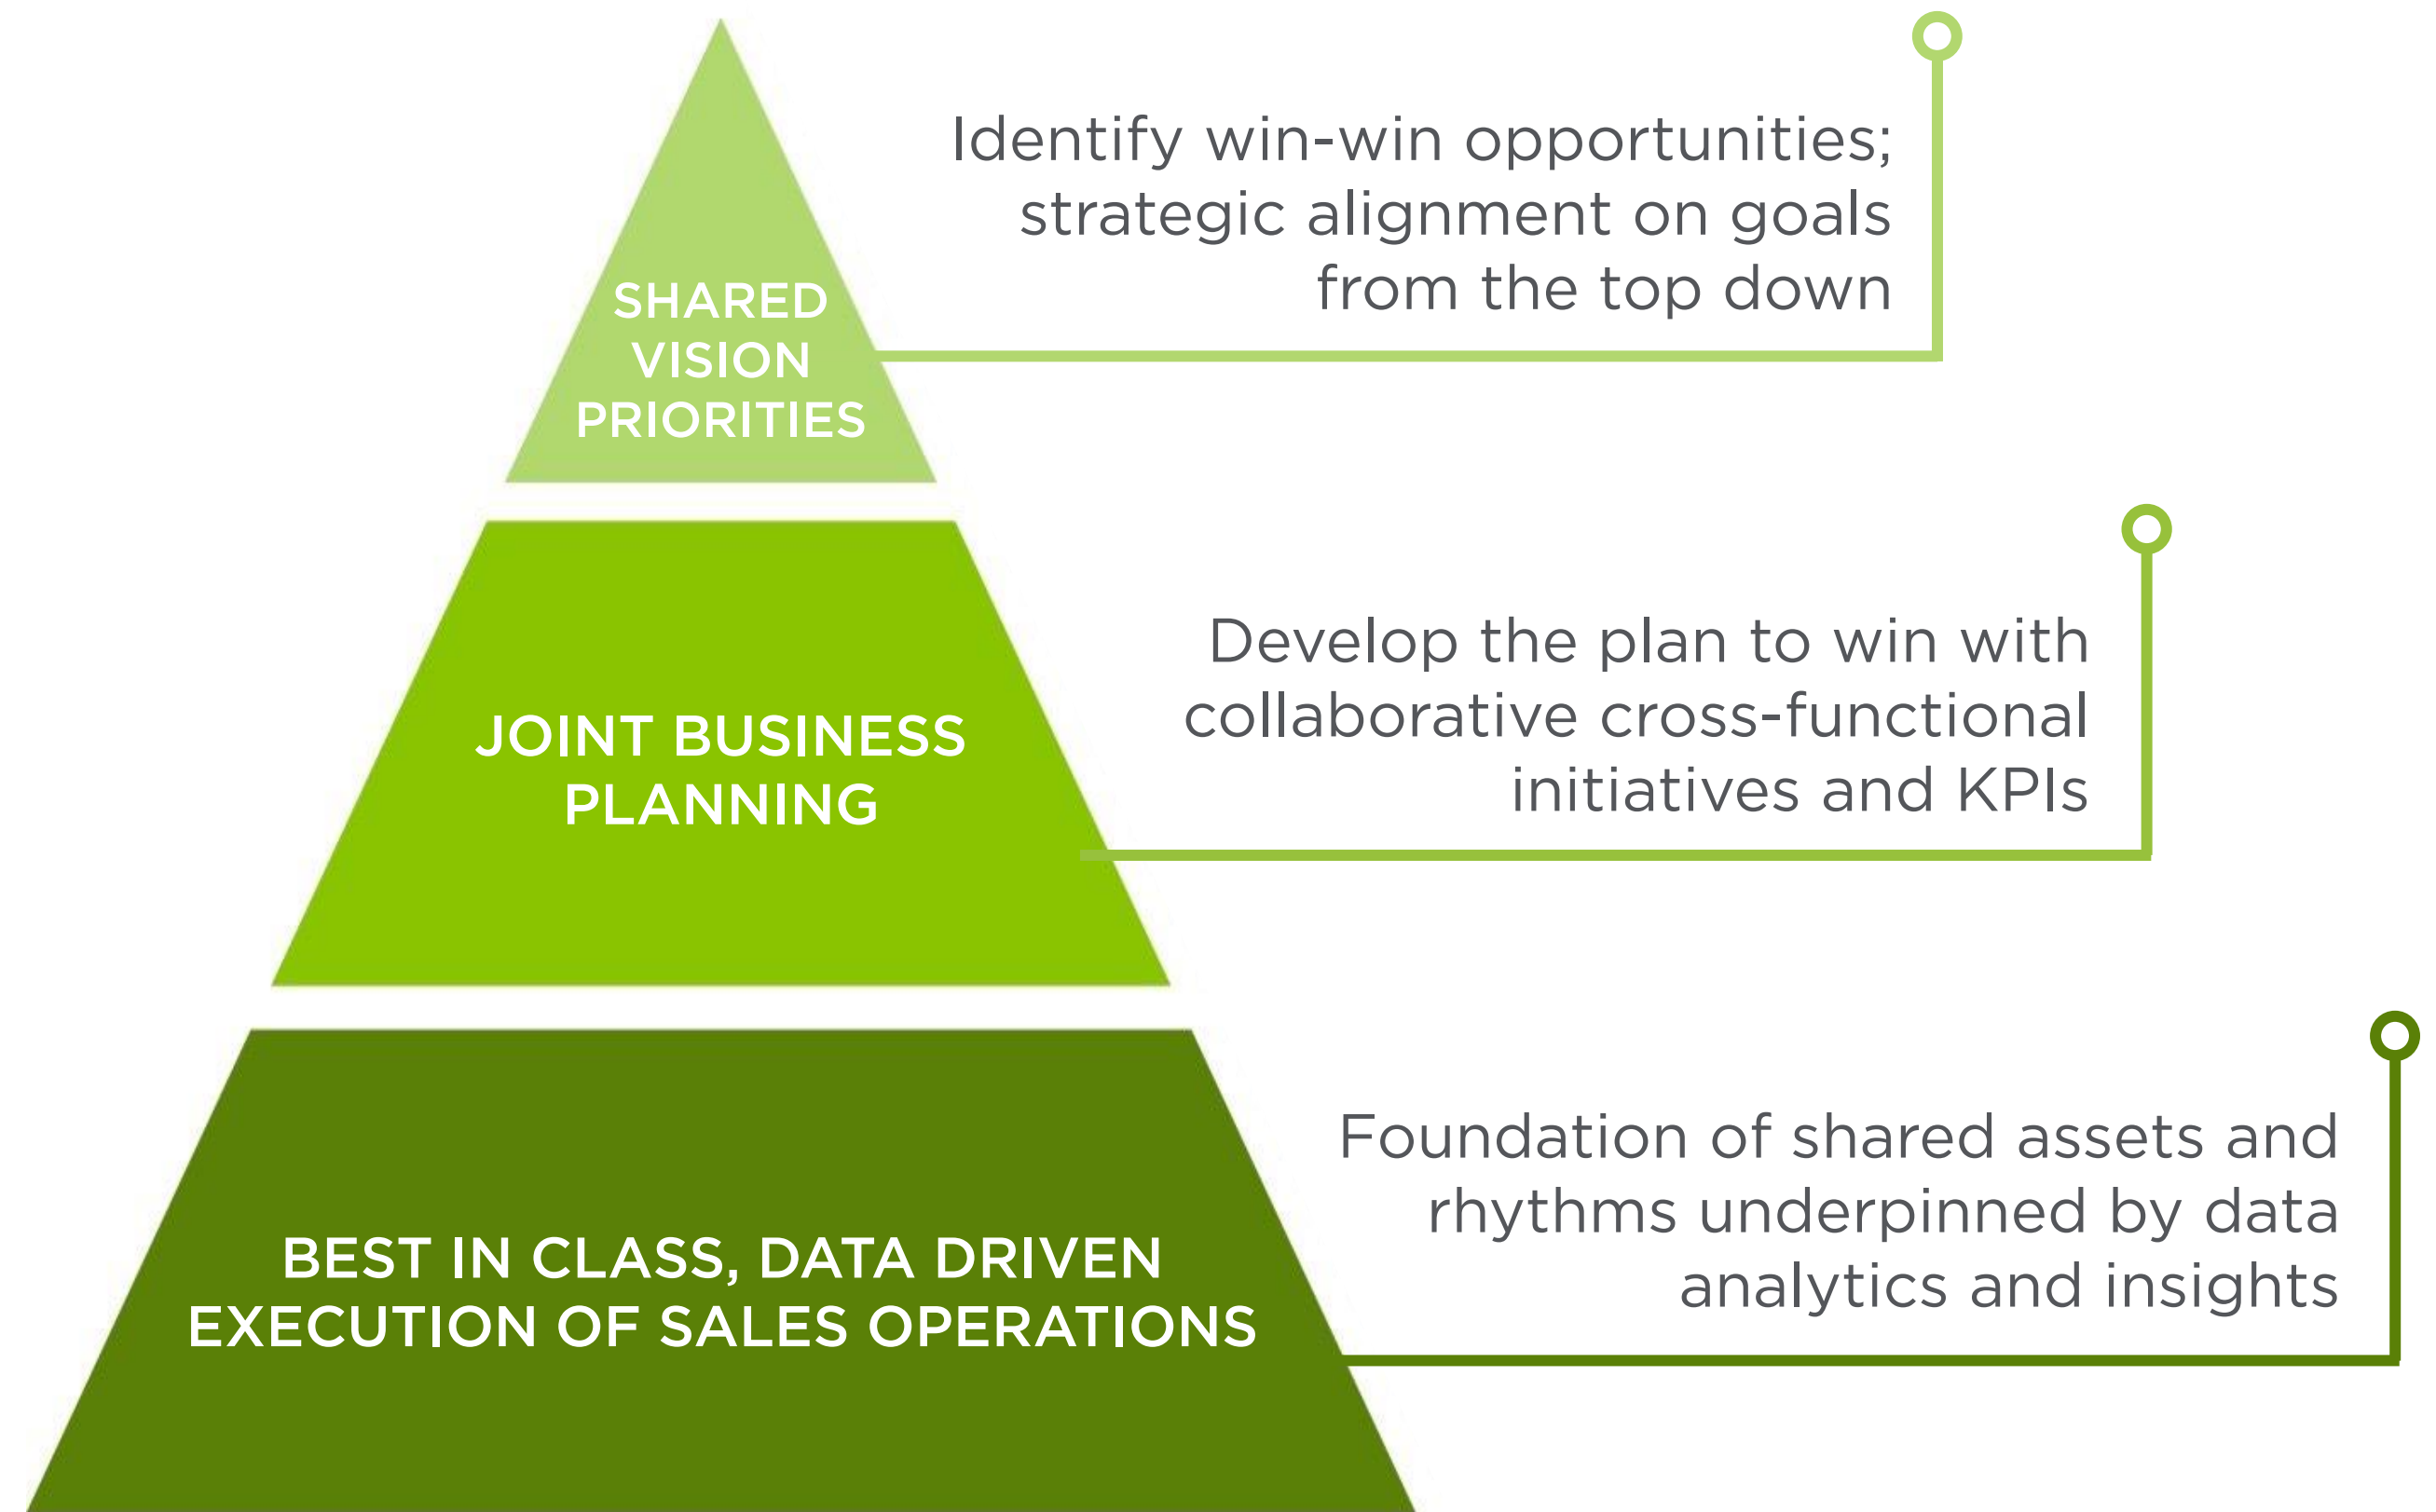 SHARED
VISION
PRIORITIES
Identify win-win opportunities;
strategic alignment on goals
from the top down
JOINT BUSINESS
PLANNING
Develop the plan to win with
collaborative cross-functional
initiatives and KPIs
BEST IN CLASS, DATA DRIVEN
EXECUTION OF SALES OPERATIONS
Foundation of shared assets and
rhythms underpinned by data
analytics and insights